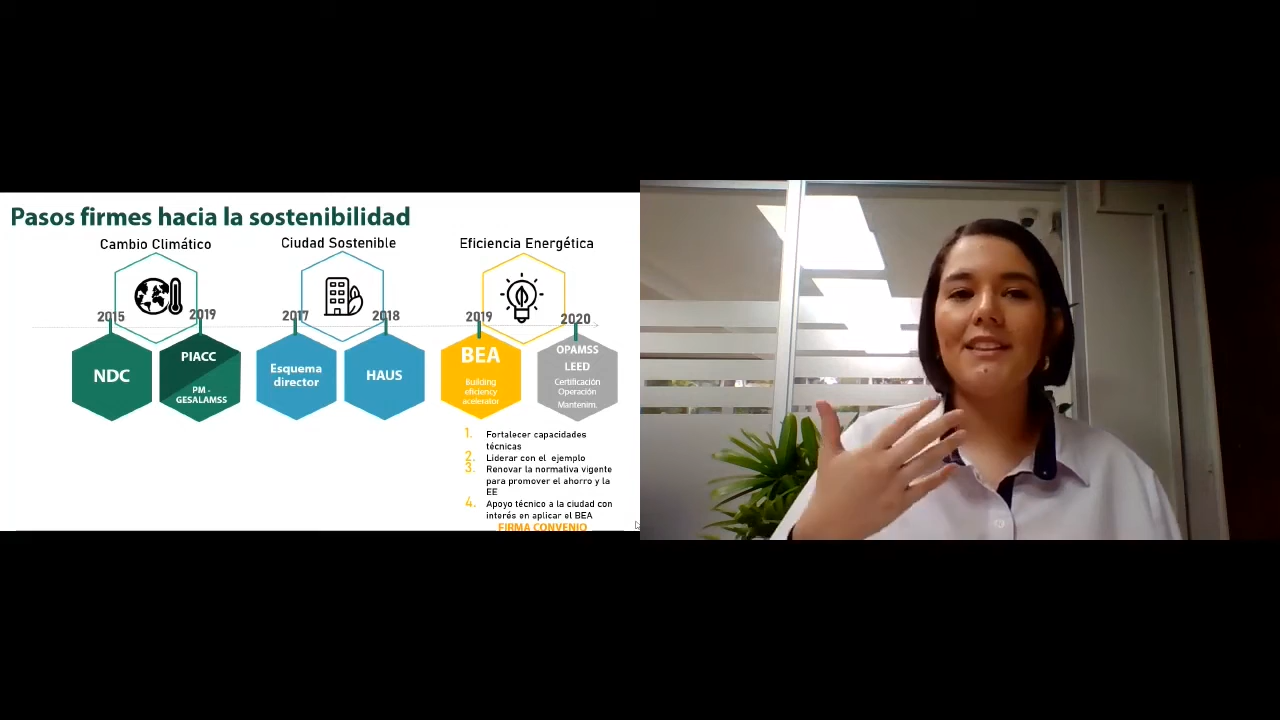 Pasos firmes hacia la sostenibilidad
Cambio Climático
Ciudad Sostenible
Eficiencia Energética
2015
2019
2017
2018
2019
2020
NDC
PIACC
PM -
GESALAMSS
Esquema
director
HAUS
BEA
Building
efficiency
acelerator
OPAMSS
LEED
Certificación
Operación
Mantenim.
1. Fortalecer capacidades
técnicas
2. Liderar con el ejemplo
3. Renovar la normativa vigente
para promover el ahorro y la
EE
4. Apoyo técnico a la ciudad con
interés en aplicar el BEA
FIRMA CONVENIO